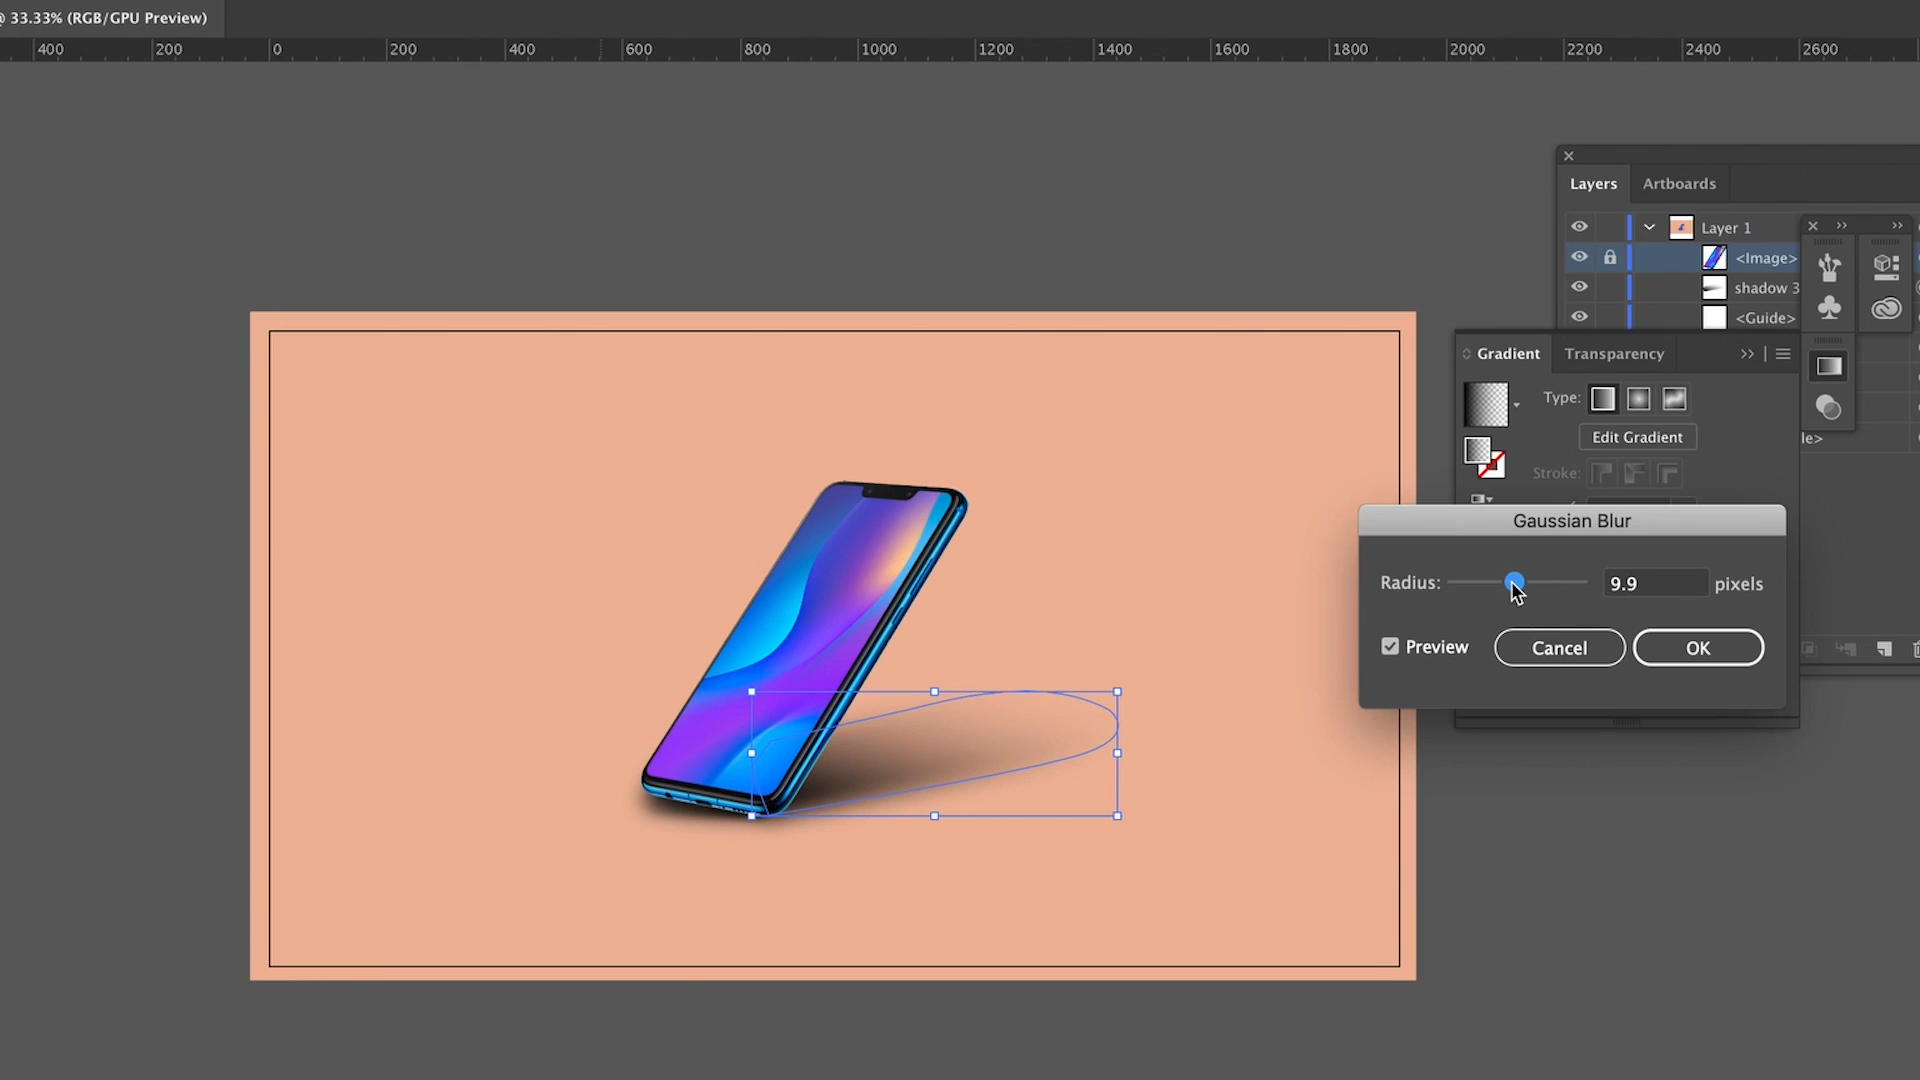 @ 33.33% (RGB/GPU Preview)
400 200 0 200 400 600 800 1000 1200 1400 1600 1800 2000 2200 2400 2600
Layers Artboards
Layer 1
<Image>
shadow 3
<Guide>
Gradient Transparency
Type:
Edit Gradient
le>
Stroke:
Gaussian Blur
Radius: 9.9 pixels
Preview Cancel OK